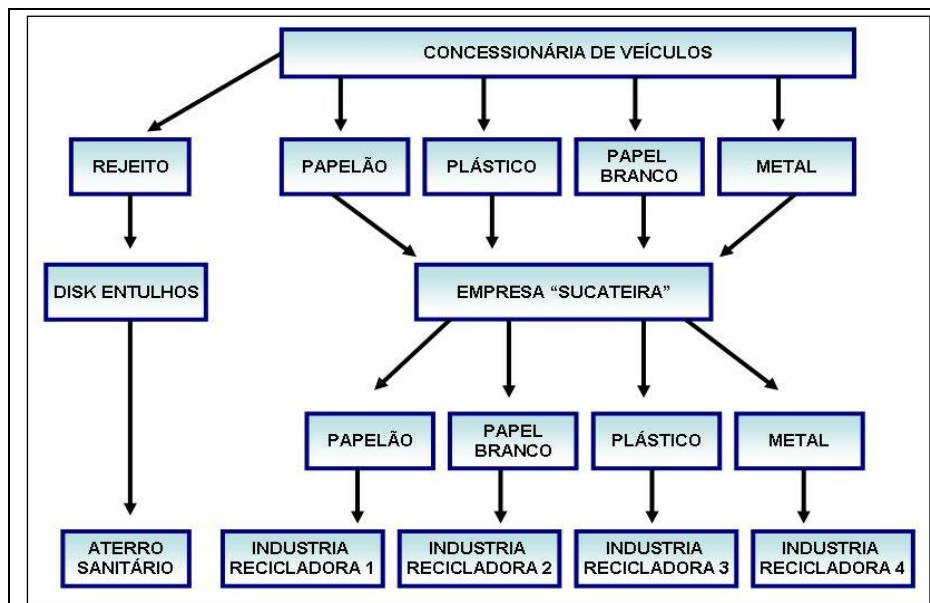 CONCESSIONÁRIA DE VEÍCULOS
REJEITO
PAPELÃO
PLÁSTICO
PAPEL
BRANCO
METAL
DISK ENTULHOS
EMPRESA “SUCATEIRA”
PAPELÃO
PAPEL
BRANCO
PLÁSTICO
METAL
ATERRO
SANITÁRIO
INDUSTRIA
RECICLADORA 1
INDUSTRIA
RECICLADORA 2
INDUSTRIA
RECICLADORA 3
INDUSTRIA
RECICLADORA 4